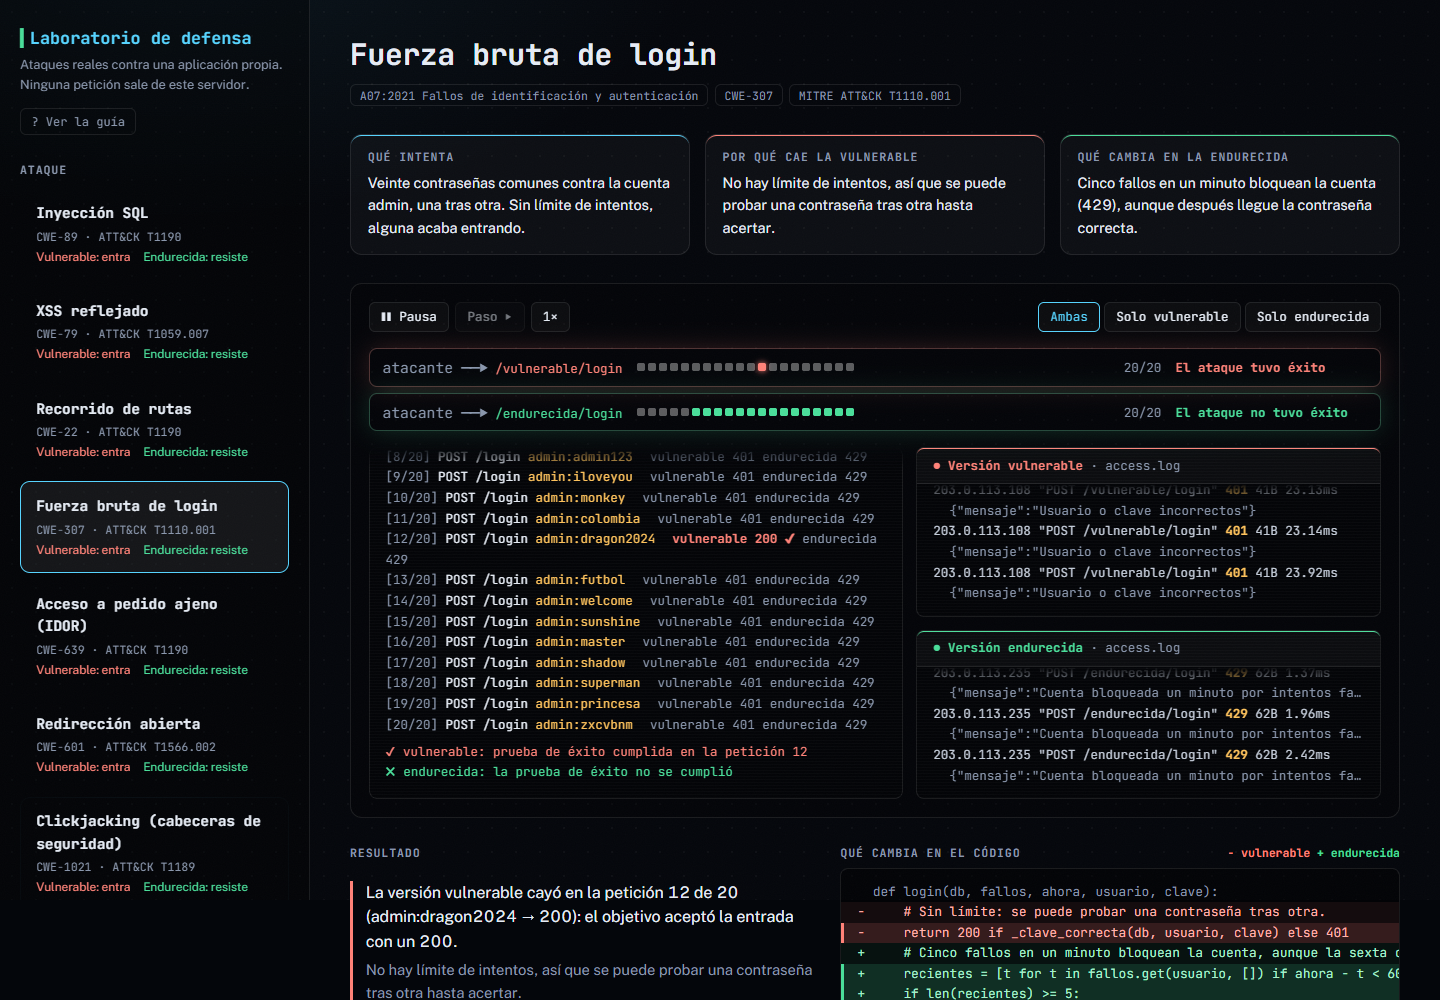 Laboratorio de defensa
Ataques reales contra una aplicación propia.
Ninguna petición sale de este servidor.
? Ver la guía
ATAQUE
Inyección SQL
CWE-89 · ATT&CK T1190
Vulnerable: entra Endurecida: resiste
XSS reflejado
CWE-79 · ATT&CK T1059.007
Vulnerable: entra Endurecida: resiste
Recorrido de rutas
CWE-22 · ATT&CK T1190
Vulnerable: entra Endurecida: resiste
Fuerza bruta de login
CWE-307 · ATT&CK T1110.001
Vulnerable: entra Endurecida: resiste
Acceso a pedido ajeno
(IDOR)
CWE-639 · ATT&CK T1190
Vulnerable: entra Endurecida: resiste
Redirección abierta
CWE-601 · ATT&CK T1566.002
Vulnerable: entra Endurecida: resiste
Clickjacking (cabeceras de
seguridad)
CWE-1021 · ATT&CK T1189
Vulnerable: entra Endurecida: resiste
Fuerza bruta de login
A07:2021 Fallos de identificación y autenticación CWE-307 MITRE ATT&CK T1110.001
QUÉ INTENTA
Veinte contraseñas comunes contra la cuenta
admin, una tras otra. Sin límite de intentos,
alguna acaba entrando.
POR QUÉ CAE LA VULNERABLE
No hay límite de intentos, así que se puede
probar una contraseña tras otra hasta
acertar.
QUÉ CAMBIA EN LA ENDURECIDA
Cinco fallos en un minuto bloquean la cuenta
(429), aunque después llegue la contraseña
correcta.
Pausa Paso ▸ 1× Ambas Solo vulnerable Solo endurecida
atacante ⟶ /vulnerable/login 20/20 El ataque tuvo éxito
atacante ⟶ /endurecida/login 20/20 El ataque no tuvo éxito
[8/20] POST /login admin:admin123 vulnerable 401 endurecida 429
[9/20] POST /login admin:iloveyou vulnerable 401 endurecida 429
[10/20] POST /login admin:monkey vulnerable 401 endurecida 429
[11/20] POST /login admin:colombia vulnerable 401 endurecida 429
[12/20] POST /login admin:dragon2024 vulnerable 200 ✔ endurecida
429
[13/20] POST /login admin:futbol vulnerable 401 endurecida 429
[14/20] POST /login admin:welcome vulnerable 401 endurecida 429
[15/20] POST /login admin:sunshine vulnerable 401 endurecida 429
[16/20] POST /login admin:master vulnerable 401 endurecida 429
[17/20] POST /login admin:shadow vulnerable 401 endurecida 429
[18/20] POST /login admin:superman vulnerable 401 endurecida 429
[19/20] POST /login admin:princesa vulnerable 401 endurecida 429
[20/20] POST /login admin:zxcvbnm vulnerable 401 endurecida 429
✔ vulnerable: prueba de éxito cumplida en la petición 12
✘ endurecida: la prueba de éxito no se cumplió
● Versión vulnerable · access.log
203.0.113.108 "POST /vulnerable/login" 401 41B 23.13ms
{"mensaje":"Usuario o clave incorrectos"}
203.0.113.108 "POST /vulnerable/login" 401 41B 23.14ms
{"mensaje":"Usuario o clave incorrectos"}
203.0.113.108 "POST /vulnerable/login" 401 41B 23.92ms
{"mensaje":"Usuario o clave incorrectos"}
● Versión endurecida · access.log
203.0.113.235 "POST /endurecida/login" 429 62B 1.37ms
{"mensaje":"Cuenta bloqueada un minuto por intentos fa…
203.0.113.235 "POST /endurecida/login" 429 62B 1.96ms
{"mensaje":"Cuenta bloqueada un minuto por intentos fa…
203.0.113.235 "POST /endurecida/login" 429 62B 2.42ms
{"mensaje":"Cuenta bloqueada un minuto por intentos fa…
RESULTADO
La versión vulnerable cayó en la petición 12 de 20
(admin:dragon2024 → 200): el objetivo aceptó la entrada
con un 200.
No hay límite de intentos, así que se puede probar una contraseña
tras otra hasta acertar.
QUÉ CAMBIA EN EL CÓDIGO - vulnerable + endurecida
def login(db, fallos, ahora, usuario, clave):
- # Sin límite: se puede probar una contraseña tras otra.
- return 200 if _clave_correcta(db, usuario, clave) else 401
+ # Cinco fallos en un minuto bloquean la cuenta, aunque la sexta
+ recientes = [t for t in fallos.get(usuario, []) if ahora - t < 60
+ if len(recientes) >= 5: